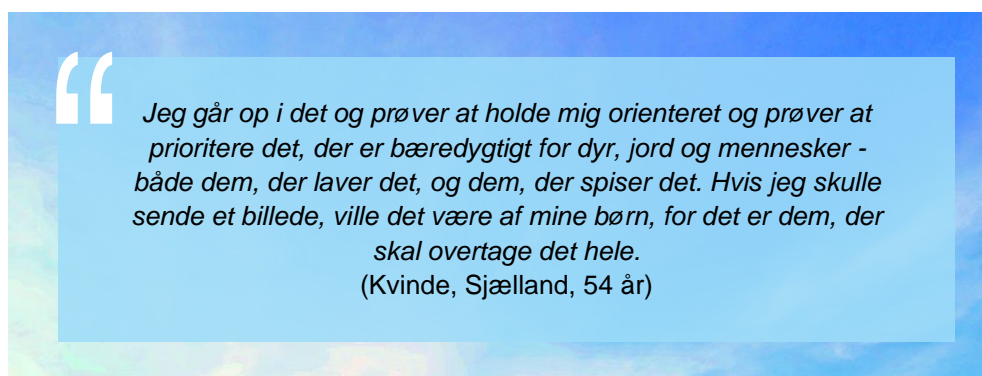 “
Jeg går op i det og prøver at holde mig orienteret og prøver at
prioritere det, der er bæredygtigt for dyr, jord og mennesker -
både dem, der laver det, og dem, der spiser det. Hvis jeg skulle
sende et billede, ville det være af mine børn, for det er dem, der
skal overtage det hele.
(Kvinde, Sjælland, 54 år)